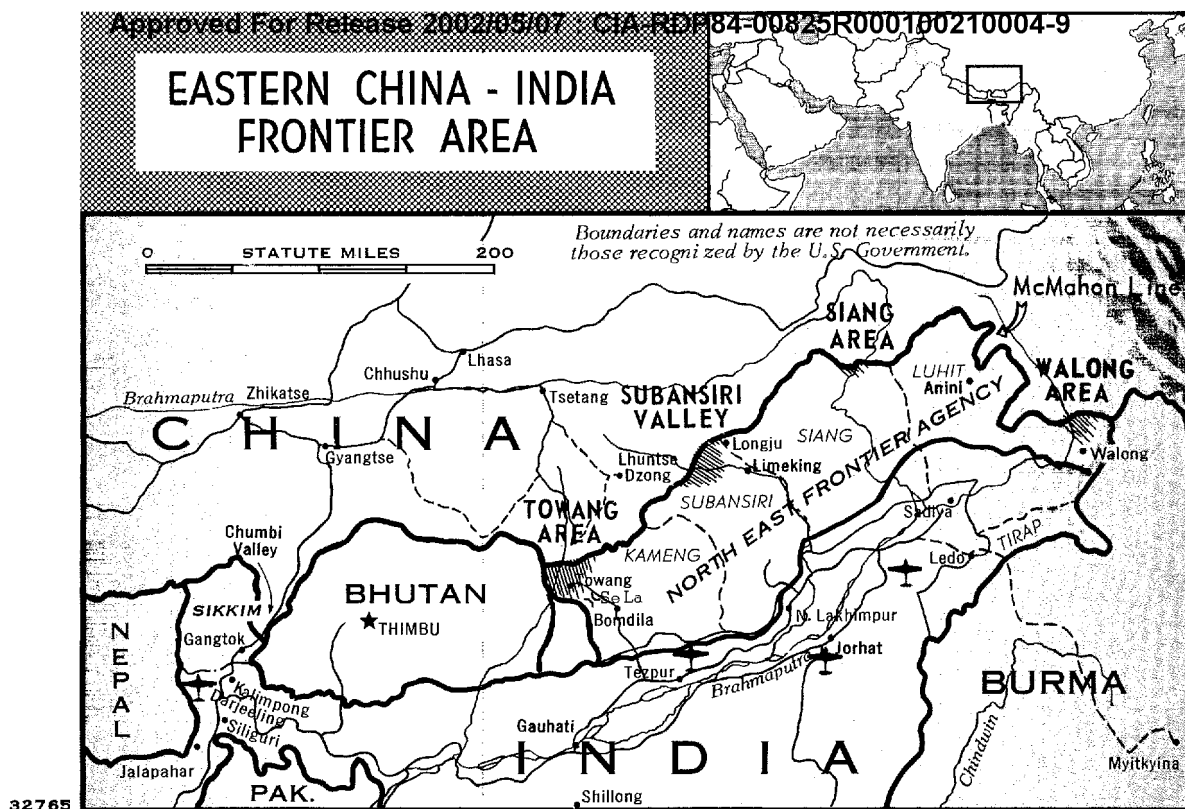 Approved For Release 2002/05/07 : CIA-RDP84-00825R000100210004-9
EASTERN CHINA - INDIA
FRONTIER AREA
0 STATUTE MILES 200
Boundaries and names are not necessarily
those recognized by the U.S. Government.
McMahon Line
SIANG
AREA
WALONG
AREA
LUHIT
Anini
Lhasa
Chhushu
Brahmaputra
Zhikatse
Tsetang
SUBANSIRI
VALLEY
CHINA
Gyangtse
Longju
SIANG
Walong
Lhuntse
Dzong
Limeking
NORTH EAST FRONTIER AGENCY
SUBANSIRI
TOWANG
AREA
Sadiya
Chumbi
Valley
KAMENG
TIRAP
Ledo
BHUTAN
Towang
Se La
Bomdila
SIKKIM
THIMBU
N. Lakhimpur
NEPAL
Gangtok
Jorhat
Tezpur
Brahmaputra
BURMA
Kalimpong
Darjeeling
Siliguri
Gauhati
INDIA
Chindwin
Jalapahar
Myitkyina
PAK.
Shillong
32765